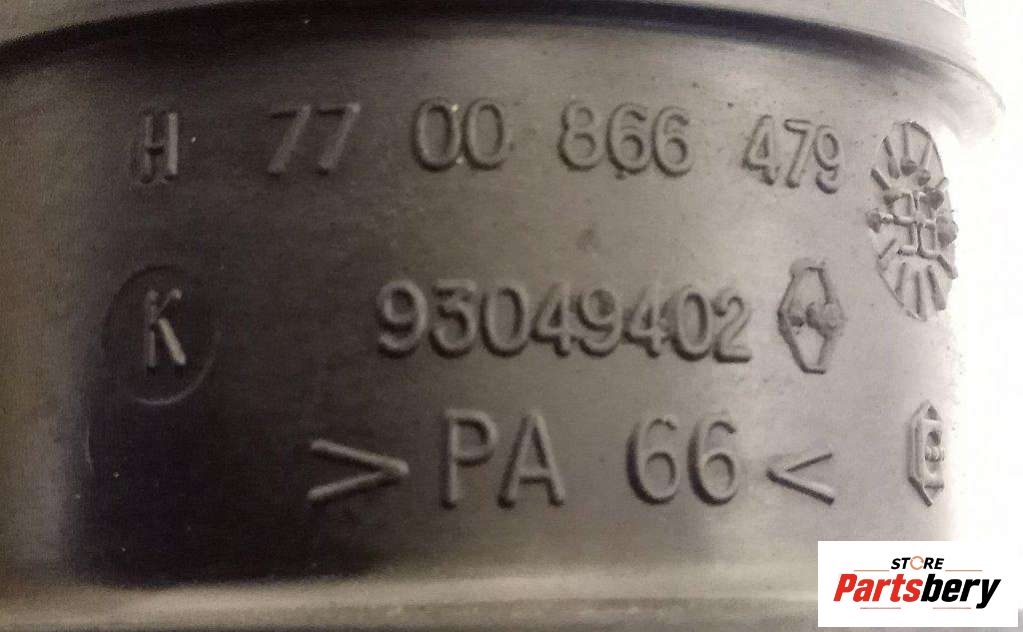 H 77 00 866 479
K 93049402
> PA 66 <
STORE
Partsbery